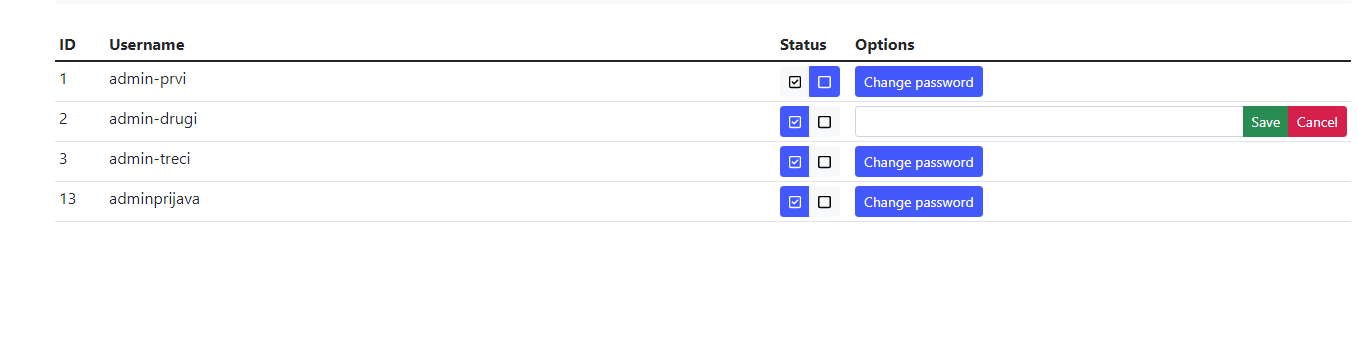 ID Username Status Options
1 admin-prvi Change password
2 admin-drugi Save Cancel
3 admin-treci Change password
13 adminprijava Change password